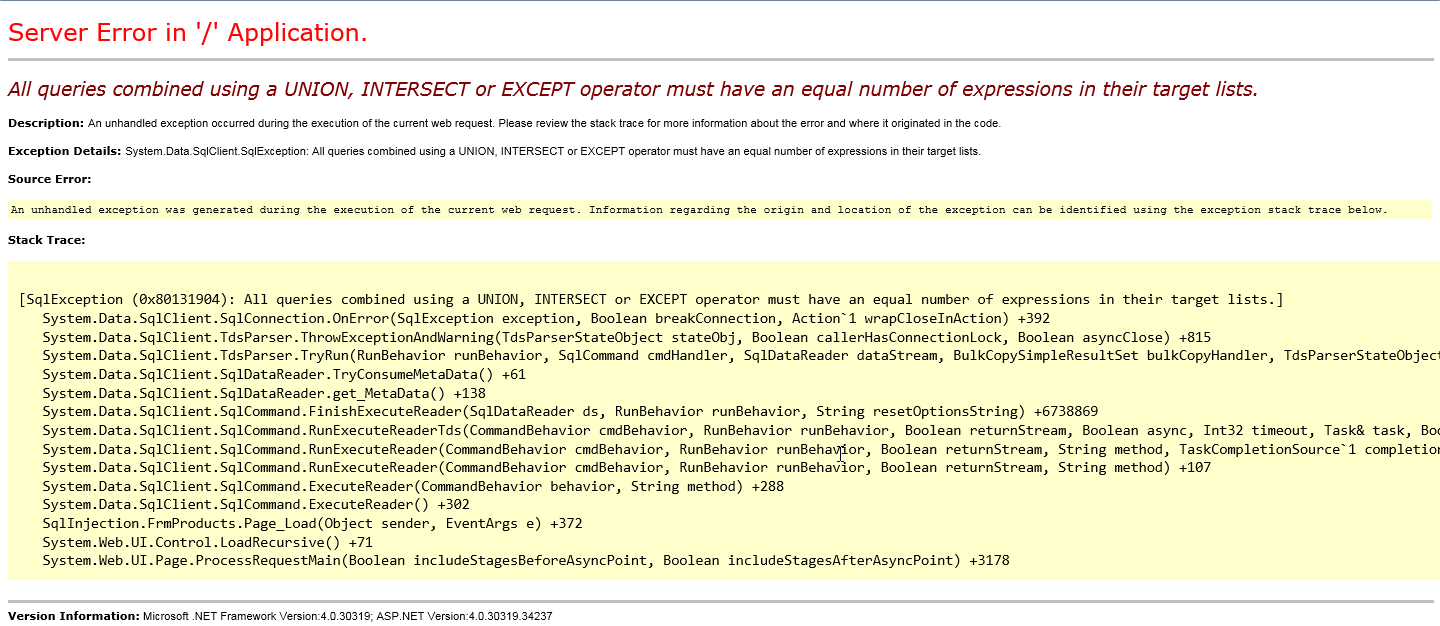 Server Error in '/' Application.
All queries combined using a UNION, INTERSECT or EXCEPT operator must have an equal number of expressions in their target lists.
Description: An unhandled exception occurred during the execution of the current web request. Please review the stack trace for more information about the error and where it originated in the code.
Exception Details: System.Data.SqlClient.SqlException: All queries combined using a UNION, INTERSECT or EXCEPT operator must have an equal number of expressions in their target lists.
Source Error:
An unhandled exception was generated during the execution of the current web request. Information regarding the origin and location of the exception can be identified using the exception stack trace below.
Stack Trace:
[SqlException (0x80131904): All queries combined using a UNION, INTERSECT or EXCEPT operator must have an equal number of expressions in their target lists.]
System.Data.SqlClient.SqlConnection.OnError(SqlException exception, Boolean breakConnection, Action`1 wrapCloseInAction) +392
System.Data.SqlClient.TdsParser.ThrowExceptionAndWarning(TdsParserStateObject stateObj, Boolean callerHasConnectionLock, Boolean asyncClose) +815
System.Data.SqlClient.TdsParser.TryRun(RunBehavior runBehavior, SqlCommand cmdHandler, SqlDataReader dataStream, BulkCopySimpleResultSet bulkCopyHandler, TdsParserStateObject
System.Data.SqlClient.SqlDataReader.TryConsumeMetaData() +61
System.Data.SqlClient.SqlDataReader.get_MetaData() +138
System.Data.SqlClient.SqlCommand.FinishExecuteReader(SqlDataReader ds, RunBehavior runBehavior, String resetOptionsString) +6738869
System.Data.SqlClient.SqlCommand.RunExecuteReaderTds(CommandBehavior cmdBehavior, RunBehavior runBehavior, Boolean returnStream, Boolean async, Int32 timeout, Task& task, Boo
System.Data.SqlClient.SqlCommand.RunExecuteReader(CommandBehavior cmdBehavior, RunBehavior runBehavior, Boolean returnStream, String method, TaskCompletionSource`1 completion
System.Data.SqlClient.SqlCommand.RunExecuteReader(CommandBehavior cmdBehavior, RunBehavior runBehavior, Boolean returnStream, String method) +107
System.Data.SqlClient.SqlCommand.ExecuteReader(CommandBehavior behavior, String method) +288
System.Data.SqlClient.SqlCommand.ExecuteReader() +302
SqlInjection.FrmProducts.Page_Load(Object sender, EventArgs e) +372
System.Web.UI.Control.LoadRecursive() +71
System.Web.UI.Page.ProcessRequestMain(Boolean includeStagesBeforeAsyncPoint, Boolean includeStagesAfterAsyncPoint) +3178
Version Information: Microsoft .NET Framework Version:4.0.30319; ASP.NET Version:4.0.30319.34237